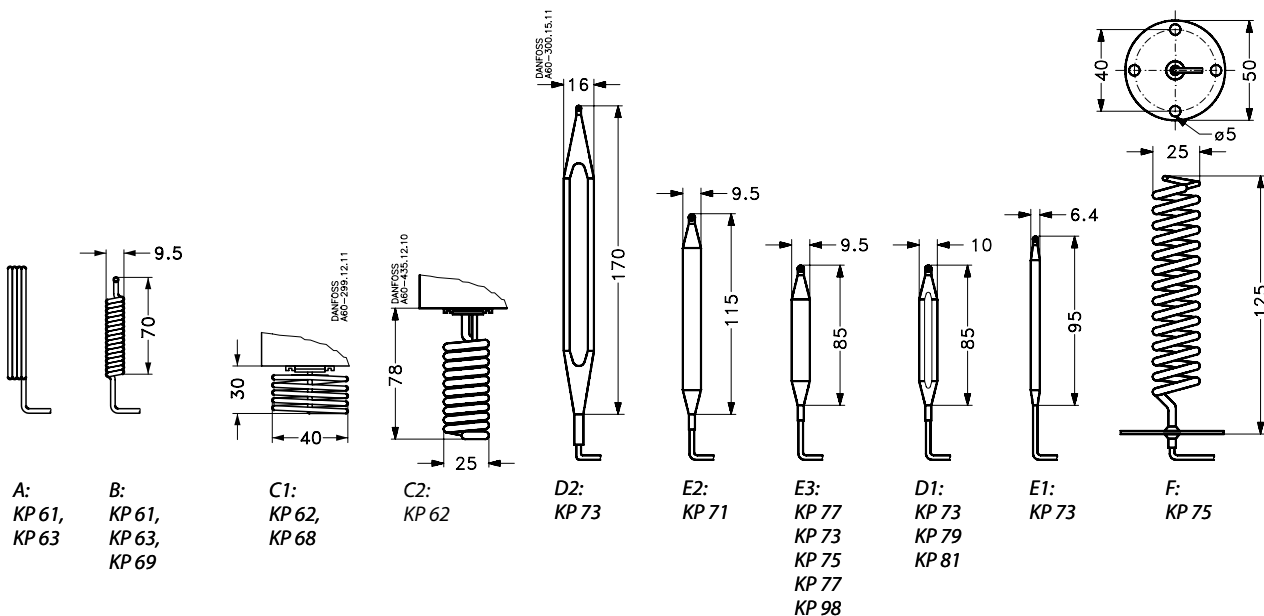 40
50
ø5
25
125
DANFOSS
A60-300.15.11
16
170
9.5
115
9.5
85
10
85
6.4
95
9.5
70
DANFOSS
A60-299.12.11
30
40
DANFOSS
A60-435.12.10
78
25
A:
KP 61,
KP 63
B:
KP 61,
KP 63,
KP 69
C1:
KP 62,
KP 68
C2:
KP 62
D2:
KP 73
E2:
KP 71
E3:
KP 77
KP 73
KP 75
KP 77
KP 98
D1:
KP 73
KP 79
KP 81
E1:
KP 73
F:
KP 75